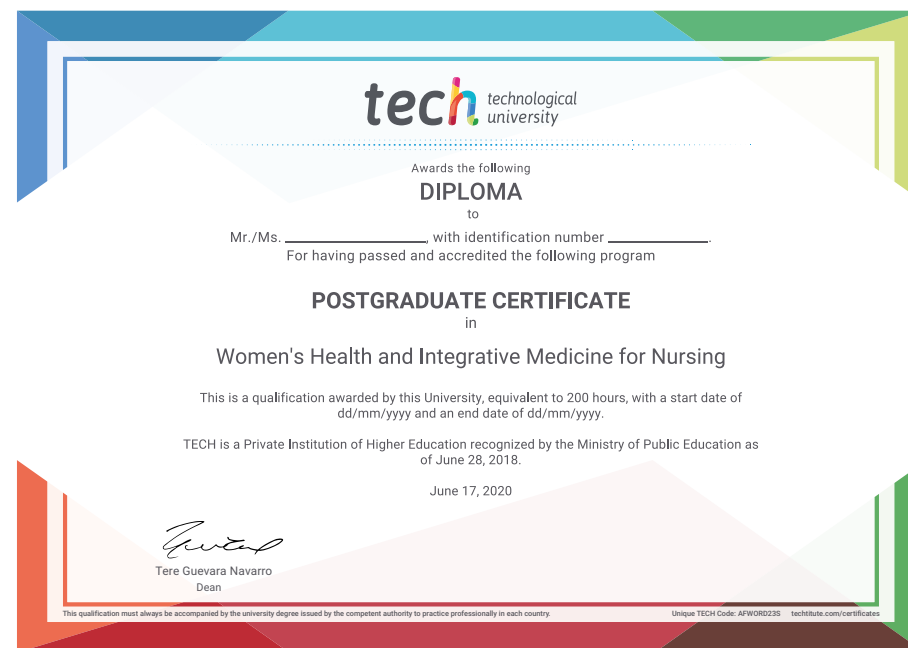 tech technological
university
Awards the following
DIPLOMA
to
Mr./Ms. ____________________, with identification number ______________.
For having passed and accredited the following program
POSTGRADUATE CERTIFICATE
in
Women's Health and Integrative Medicine for Nursing
This is a qualification awarded by this University, equivalent to 200 hours, with a start date of
dd/mm/yyyy and an end date of dd/mm/yyyy.
TECH is a Private Institution of Higher Education recognized by the Ministry of Public Education as
of June 28, 2018.
June 17, 2020
Tere Guevara Navarro
Dean
This qualification must always be accompanied by the university degree issued by the competent authority to practice professionally in each country. Unique TECH Code: AFWORD23S techtitute.com/certificates